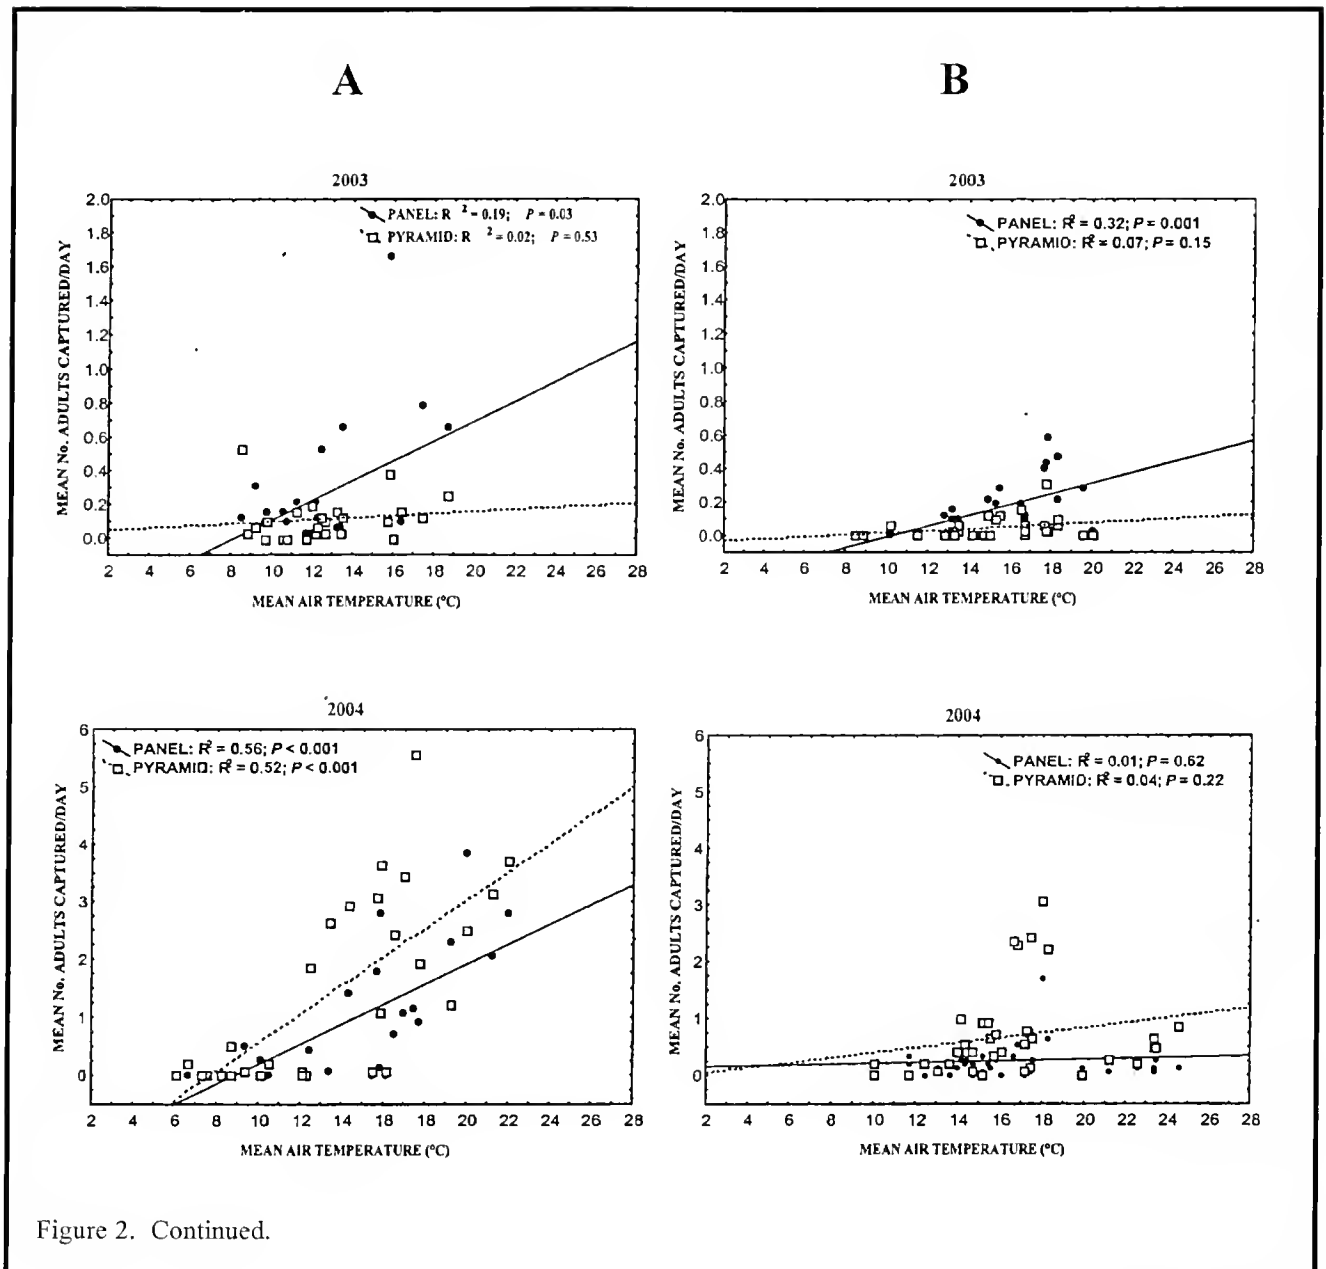 A
B
2003
PANEL: R 2 = 0.19; P = 0.03
PYRAMID: R 2 = 0.02; P = 0.53
MEAN No. ADULTS CAPTURED/DAY
2.0
1.8
1.6
1.4
1.2
1.0
0.8
0.6
0.4
0.2
0.0
2 4 6 8 10 12 14 16 18 20 22 24 26 28
MEAN AIR TEMPERATURE (°C)
2003
PANEL: R² = 0.32; P = 0.001
PYRAMID: R² = 0.07; P = 0.15
MEAN No. ADULTS CAPTURED/DAY
2.0
1.8
1.6
1.4
1.2
1.0
0.8
0.6
0.4
0.2
0.0
2 4 6 8 10 12 14 16 18 20 22 24 26 28
MEAN AIR TEMPERATURE (°C)
2004
PANEL: R² = 0.56; P < 0.001
PYRAMID: R² = 0.52; P < 0.001
MEAN No. ADULTS CAPTURED/DAY
6
5
4
3
2
1
0
2 4 6 8 10 12 14 16 18 20 22 24 26 28
MEAN AIR TEMPERATURE (°C)
2004
PANEL: R² = 0.01; P = 0.62
PYRAMID: R² = 0.04; P = 0.22
MEAN No. ADULTS CAPTURED/DAY
6
5
4
3
2
1
0
2 4 6 8 10 12 14 16 18 20 22 24 26 28
MEAN AIR TEMPERATURE (°C)
Figure 2. Continued.